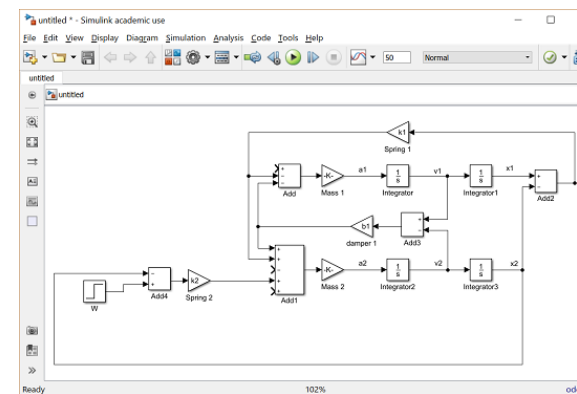 untitled * - Simulink academic use
File Edit View Display Diagram Simulation Analysis Code Tools Help
50 Normal
untitled
untitled
k1
Spring 1
+
-
-
Add
-K-
Mass 1
a1
1
s
Integrator
v1
1
s
Integrator1
x1
+
-
Add2
b1
damper 1
+
-
Add3
+
+
-
+
+
Add1
-K-
Mass 2
a2
1
s
Integrator2
v2
1
s
Integrator3
x2
W
-
+
Add4
k2
Spring 2
Ready 102%